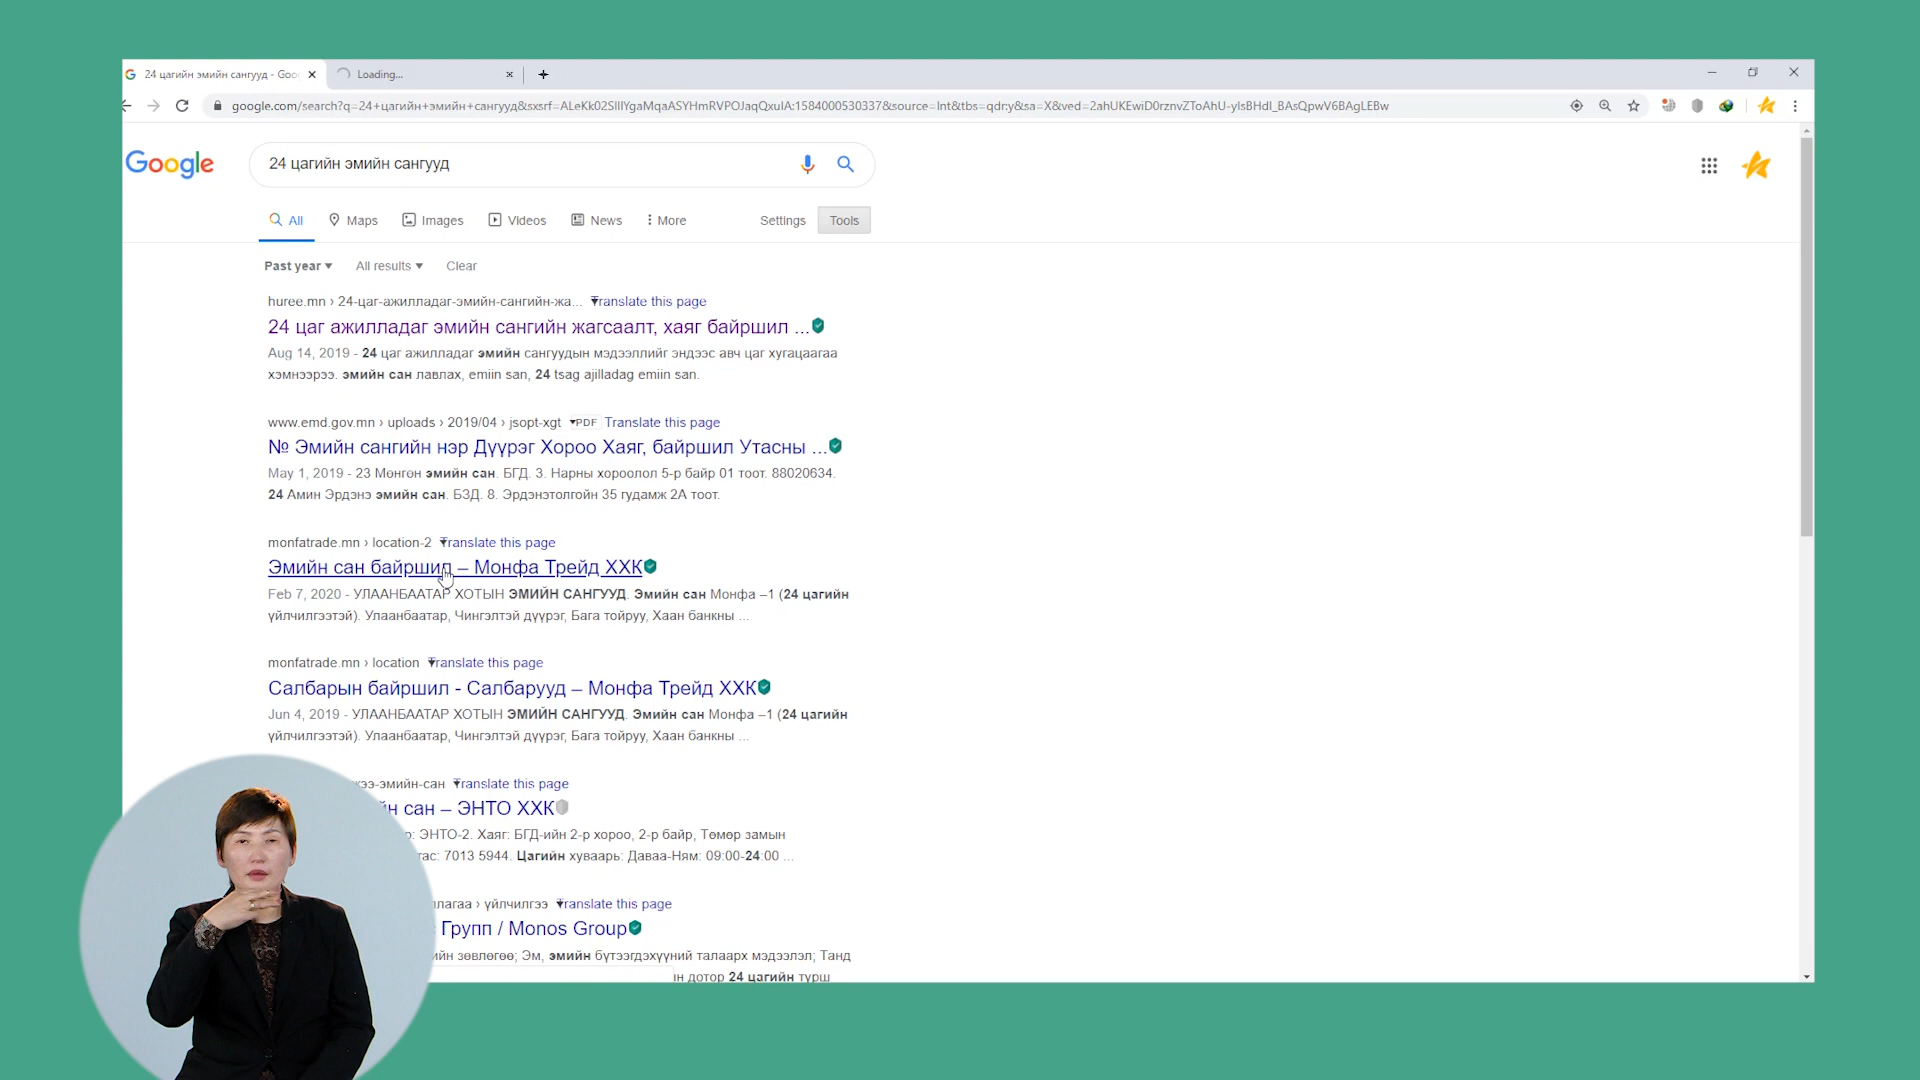 24 цагийн эмийн сангууд - Goo
Loading...
google.com/search?q=24+цагийн+эмийн+сангууд&sxsrf=ALeKk02SlIlYgaMqaASYHmRVPOJaqQxuIA:1584000530337&source=lnt&tbs=qdr:y&sa=X&ved=2ahUKEwiD0rznvZToAhU-ylsBHdI_BAsQpwV6BAgLEBw
Google
24 цагийн эмийн сангууд
All Maps Images Videos News More Settings Tools
Past year All results Clear
huree.mn › 24-цаг-ажилладаг-эмийн-сангийн-жа... Translate this page
24 цаг ажилладаг эмийн сангийн жагсаалт, хаяг байршил ...
Aug 14, 2019 - 24 цаг ажилладаг эмийн сангуудын мэдээллийг эндээс авч цаг хугацаагаа
хэмнээрээ. эмийн сан лавлах, emiin san, 24 tsag ajilladag emiin san.
www.emd.gov.mn › uploads › 2019/04 › jsopt-xgt PDF Translate this page
№ Эмийн сангийн нэр Дүүрэг Хороо Хаяг, байршил Утасны ...
May 1, 2019 - 23 Мөнгөн эмийн сан. БГД. 3. Нарны хороолол 5-р байр 01 тоот. 88020634.
24 Амин Эрдэнэ эмийн сан. БЗД. 8. Эрдэнэтолгойн 35 гудамж 2А тоот.
monfatrade.mn › location-2 Translate this page
Эмийн сан байршил – Монфа Трейд ХХК
Feb 7, 2020 - УЛААНБААТАР ХОТЫН ЭМИЙН САНГУУД. Эмийн сан Монфа –1 (24 цагийн
үйлчилгээтэй). Улаанбаатар, Чингэлтэй дүүрэг, Бага тойруу, Хаан банкны ...
monfatrade.mn › location Translate this page
Салбарын байршил - Салбарууд – Монфа Трейд ХХК
Jun 4, 2019 - УЛААНБААТАР ХОТЫН ЭМИЙН САНГУУД. Эмийн сан Монфа –1 (24 цагийн
үйлчилгээтэй). Улаанбаатар, Чингэлтэй дүүрэг, Бага тойруу, Хаан банкны ...
ээ-эмийн-сан Translate this page
йн сан – ЭНТО ХХК
ЭНТО-2. Хаяг: БГД-ийн 2-р хороо, 2-р байр, Төмөр замын
тас: 7013 5944. Цагийн хуваарь: Даваа-Ням: 09:00-24:00 ...
ллагаа › үйлчилгээ Translate this page
Групп / Monos Group
ийн зөвлөгөө; Эм, эмийн бүтээгдэхүүний талаарх мэдээлэл; Танд
н дотор 24 цагийн турш